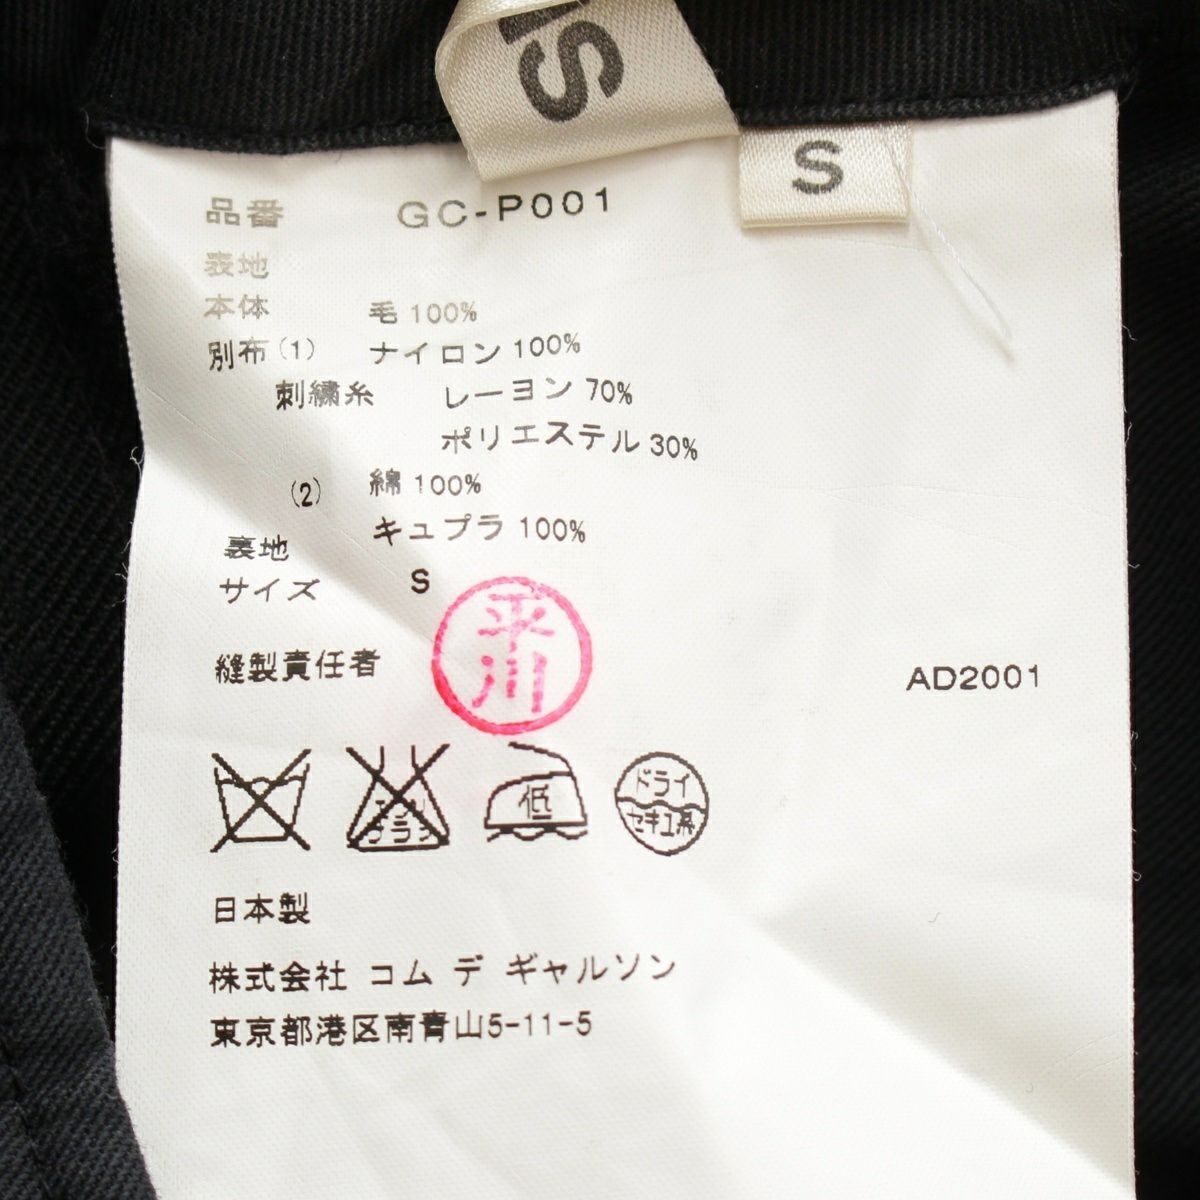 S
S
品番 GC-P001
表地
本体 毛 100%
別布(1) ナイロン 100%
刺繍糸 レーヨン 70%
ポリエステル 30%
(2) 綿 100%
キュプラ 100%
裏地
サイズ S
縫製責任者 平川
AD2001
低
ドライ
セキユ系
日本製
株式会社 コム デ ギャルソン
東京都港区南青山5-11-5